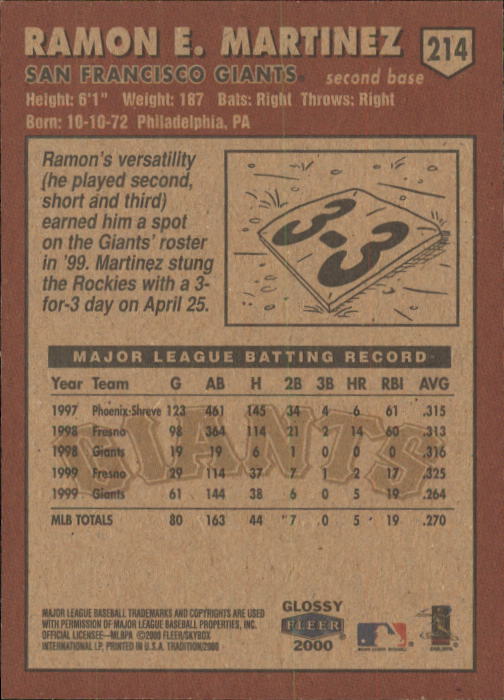 RAMON E. MARTINEZ
214
SAN FRANCISCO GIANTS® second base
Height: 6'1" Weight: 187 Bats: Right Throws: Right
Born: 10-10-72 Philadelphia, PA
Ramon's versatility
(he played second,
short and third)
earned him a spot
on the Giants' roster
in '99. Martinez stung
the Rockies with a 3-
for-3 day on April 25.
3-3
MAJOR LEAGUE BATTING RECORD
Year Team G AB H 2B 3B HR RBI AVG
1997 Phoenix-Shreve 123 461 145 34 4 6 61 .315
1998 Fresno 98 364 114 21 2 14 60 .313
1998 Giants 19 19 6 1 0 0 0 .316
1999 Fresno 29 114 37 7 1 2 17 .325
1999 Giants 61 144 38 6 0 5 19 .264
MLB TOTALS 80 163 44 7 0 5 19 .270
GIANTS
MAJOR LEAGUE BASEBALL TRADEMARKS AND COPYRIGHTS ARE USED
WITH PERMISSION OF MAJOR LEAGUE BASEBALL PROPERTIES, INC.
OFFICIAL LICENSEE—MLBPA ©2000 FLEER/SKYBOX
INTERNATIONAL LP, PRINTED IN U.S.A. TRADITION/2000
GLOSSY
FLEER
2000